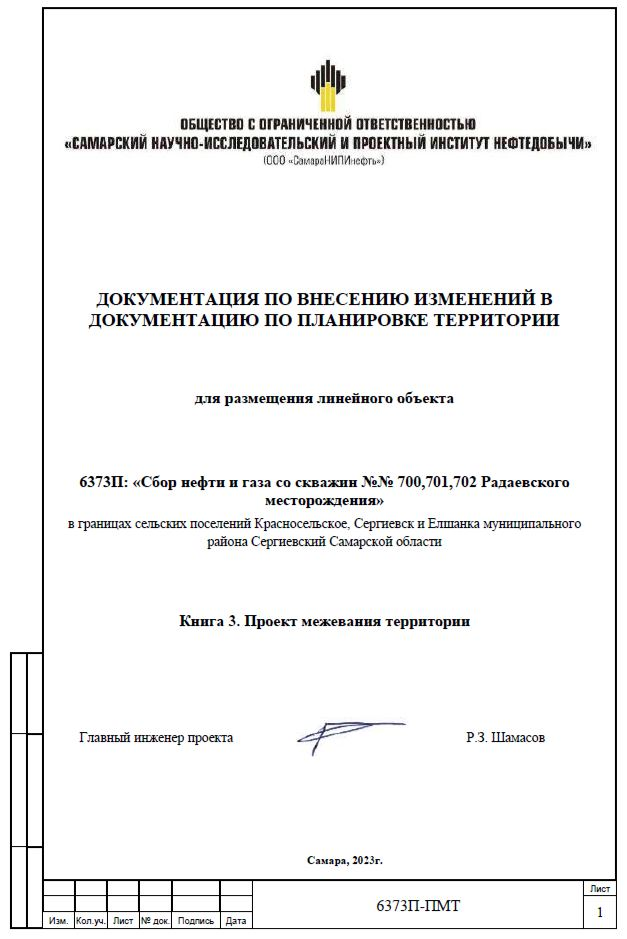 ОБЩЕСТВО С ОГРАНИЧЕННОЙ ОТВЕТСТВЕННОСТЬЮ
«САМАРСКИЙ НАУЧНО-ИССЛЕДОВАТЕЛЬСКИЙ И ПРОЕКТНЫЙ ИНСТИТУТ НЕФТЕДОБЫЧИ»
(ООО «СамараНИПИнефть»)
ДОКУМЕНТАЦИЯ ПО ВНЕСЕНИЮ ИЗМЕНЕНИЙ В
ДОКУМЕНТАЦИЮ ПО ПЛАНИРОВКЕ ТЕРРИТОРИИ
для размещения линейного объекта
6373П: «Сбор нефти и газа со скважин №№ 700,701,702 Радаевского
месторождения»
в границах сельских поселений Красносельское, Сергиевск и Елшанка муниципального
района Сергиевский Самарской области
Книга 3. Проект межевания территории
Главный инженер проекта Р.З. Шамасов
Самара, 2023г.
Изм. Кол.уч. Лист № док. Подпись Дата
6373П-ПМТ
Лист
1